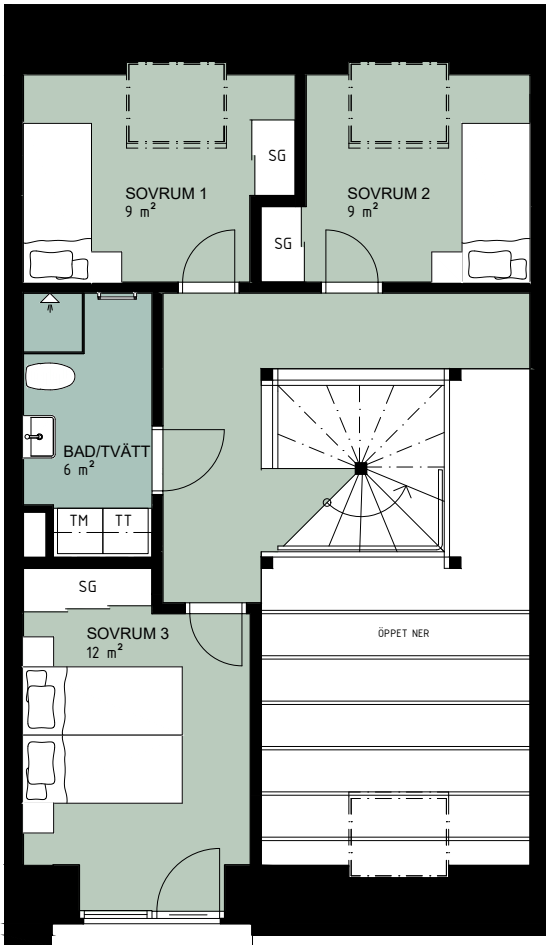 SG
SOVRUM 1
9 m²
SOVRUM 2
9 m²
SG
BAD/TVÄTT
6 m²
TM TT
SG
SOVRUM 3
12 m²
ÖPPET NER